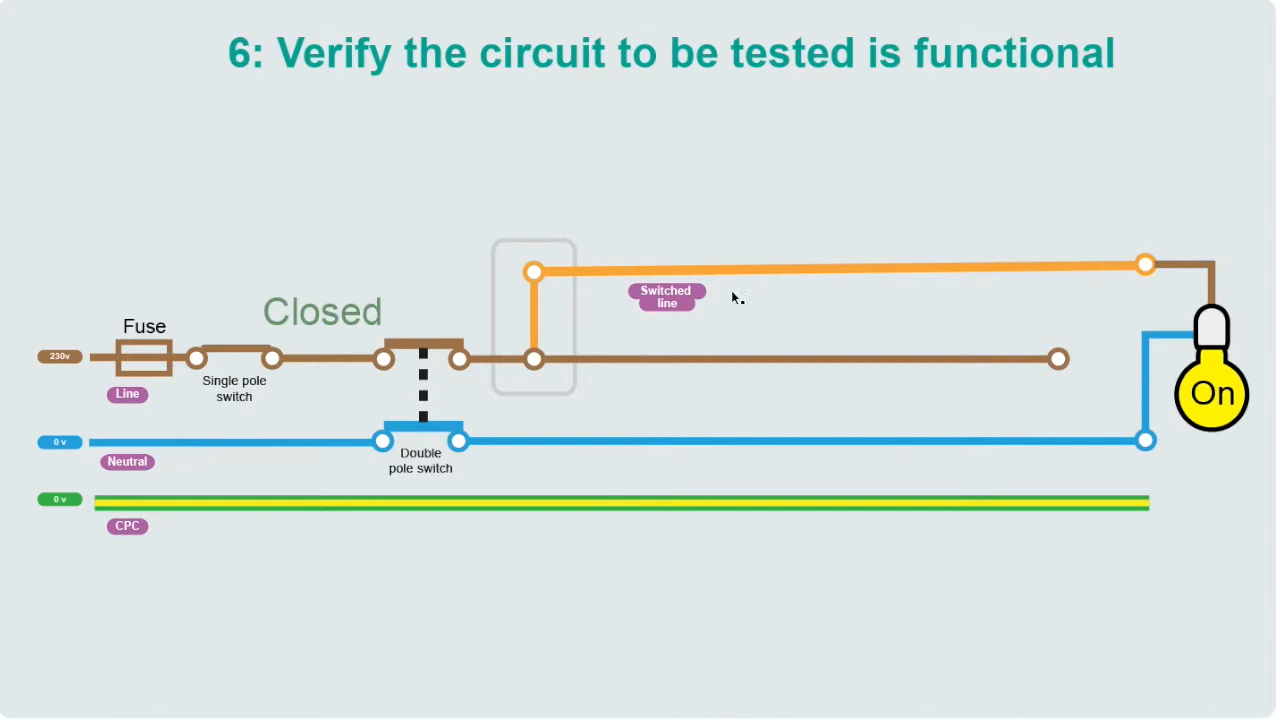 6: Verify the circuit to be tested is functional
Switched
line
Closed
Fuse
230v
Single pole
switch
Line
On
0 v
Neutral
Double
pole switch
0 v
CPC